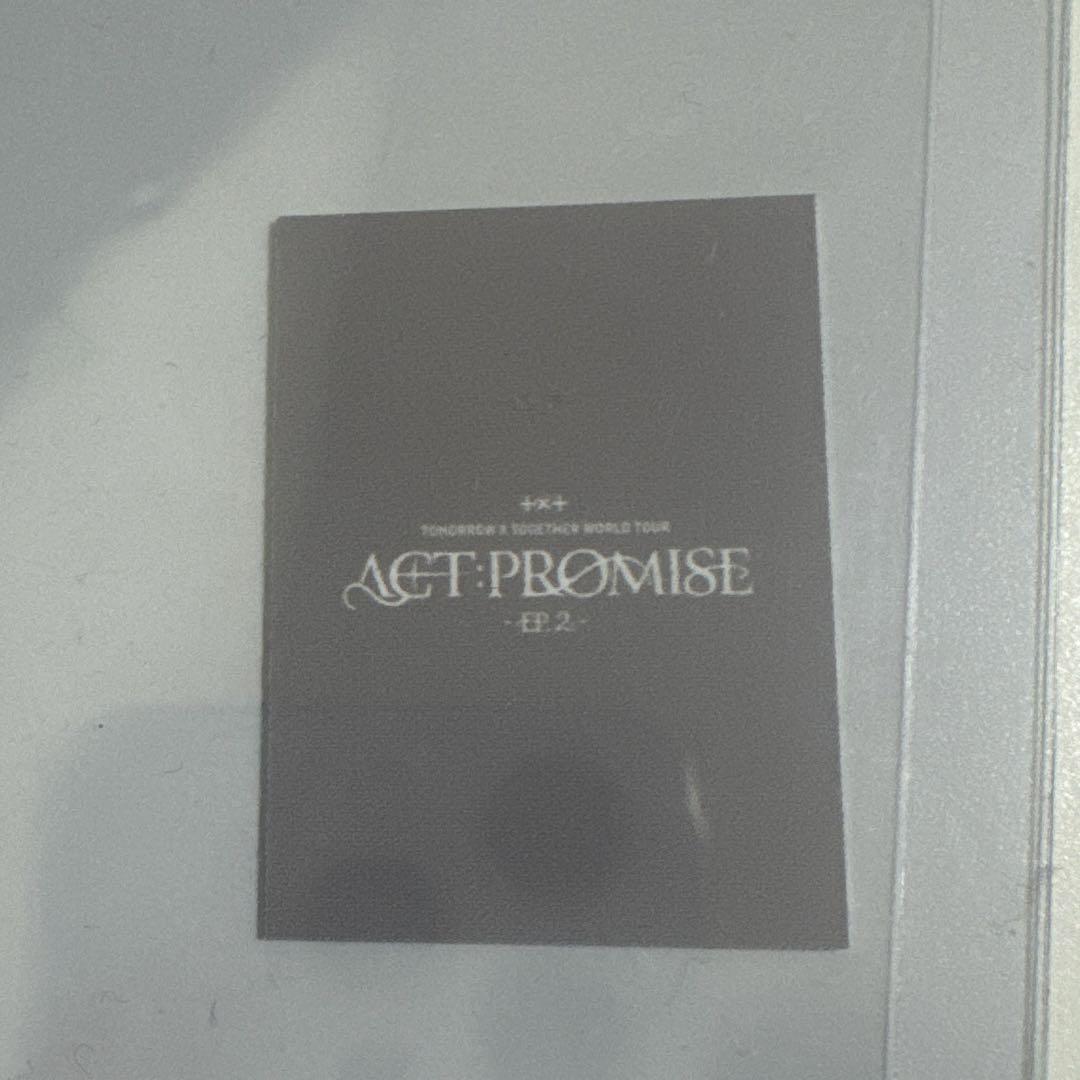 +x+
TOMORROW X TOGETHER WORLD TOUR
ACT:PROMISE
- EP. 2 -